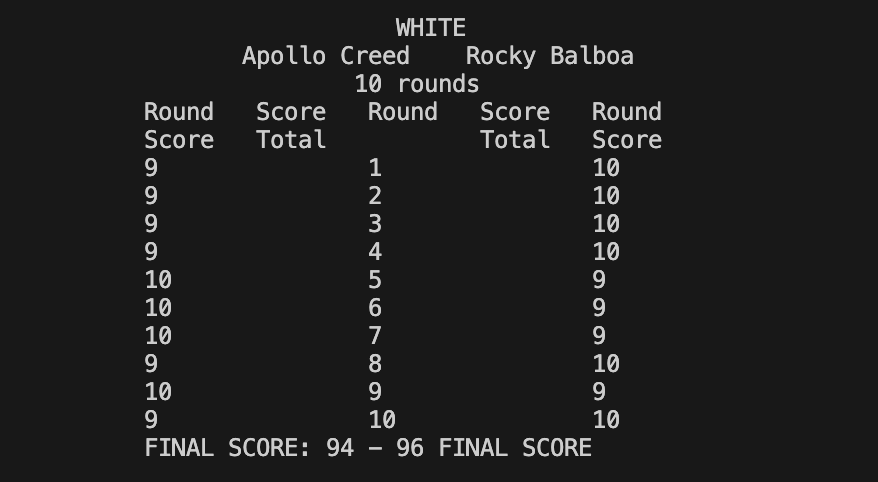 WHITE
Apollo Creed    Rocky Balboa
10 rounds
Round   Score   Round   Score   Round
Score   Total           Total   Score
9               1               10
9               2               10
9               3               10
9               4               10
10              5               9
10              6               9
10              7               9
9               8               10
10              9               9
9               10              10
FINAL SCORE: 94 – 96 FINAL SCORE